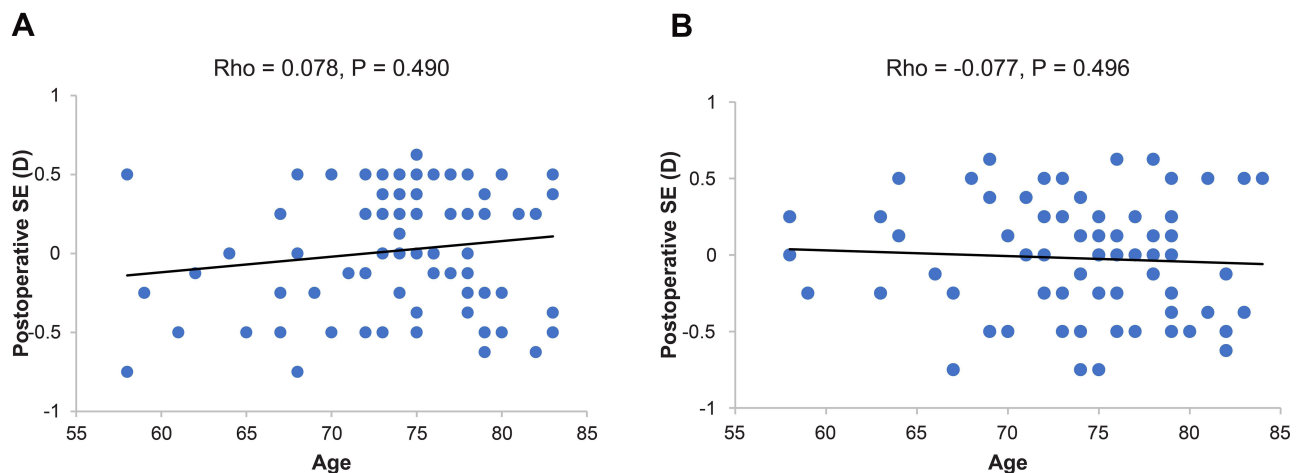 A
Rho = 0.078, P = 0.490
Postoperative SE (D)
1
0.5
0
-0.5
-1
55 60 65 70 75 80 85
Age
B
Rho = -0.077, P = 0.496
Postoperative SE (D)
1
0.5
0
-0.5
-1
55 60 65 70 75 80 85
Age